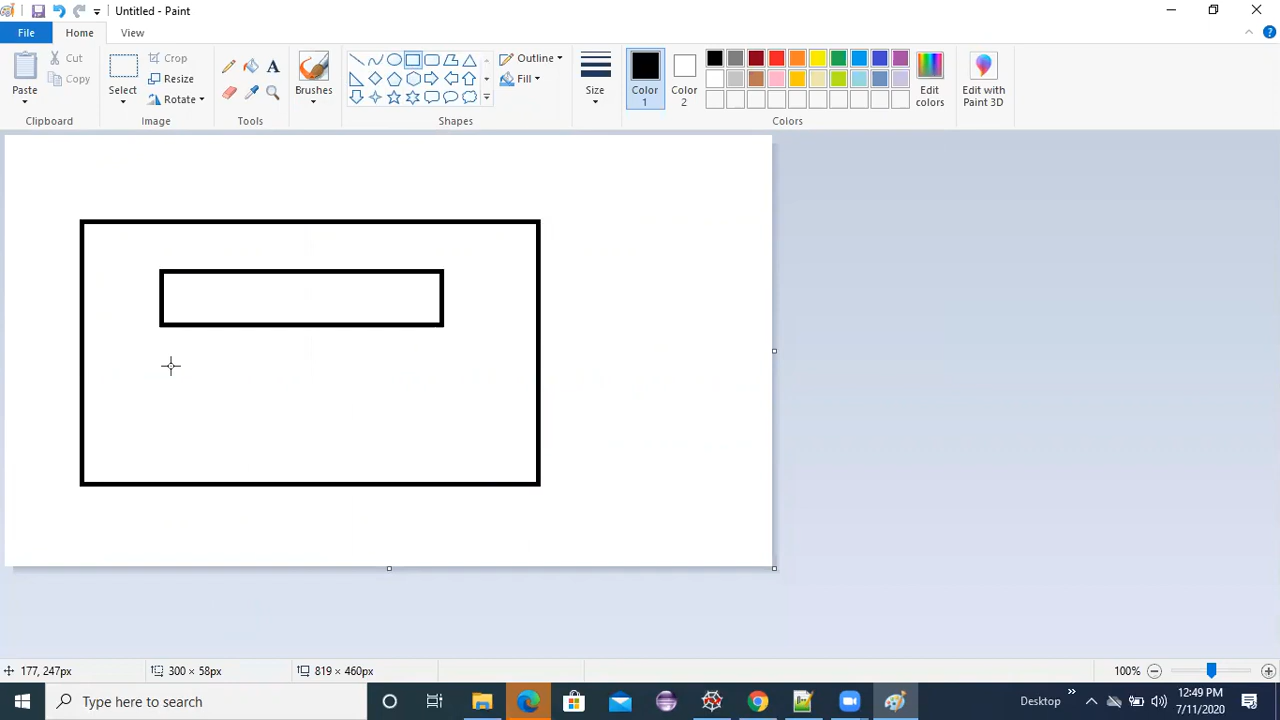 Untitled - Paint
File Home View
Paste
Cut
Copy
Clipboard
Select
Crop
Resize
Rotate
Image
A
Tools
Brushes
Shapes
Outline
Fill
Size
Color 1
Color 2
Colors
Edit colors
Edit with Paint 3D
177, 247px
300 × 58px
819 × 460px
100%
Type here to search
Desktop
12:49 PM
7/11/2020